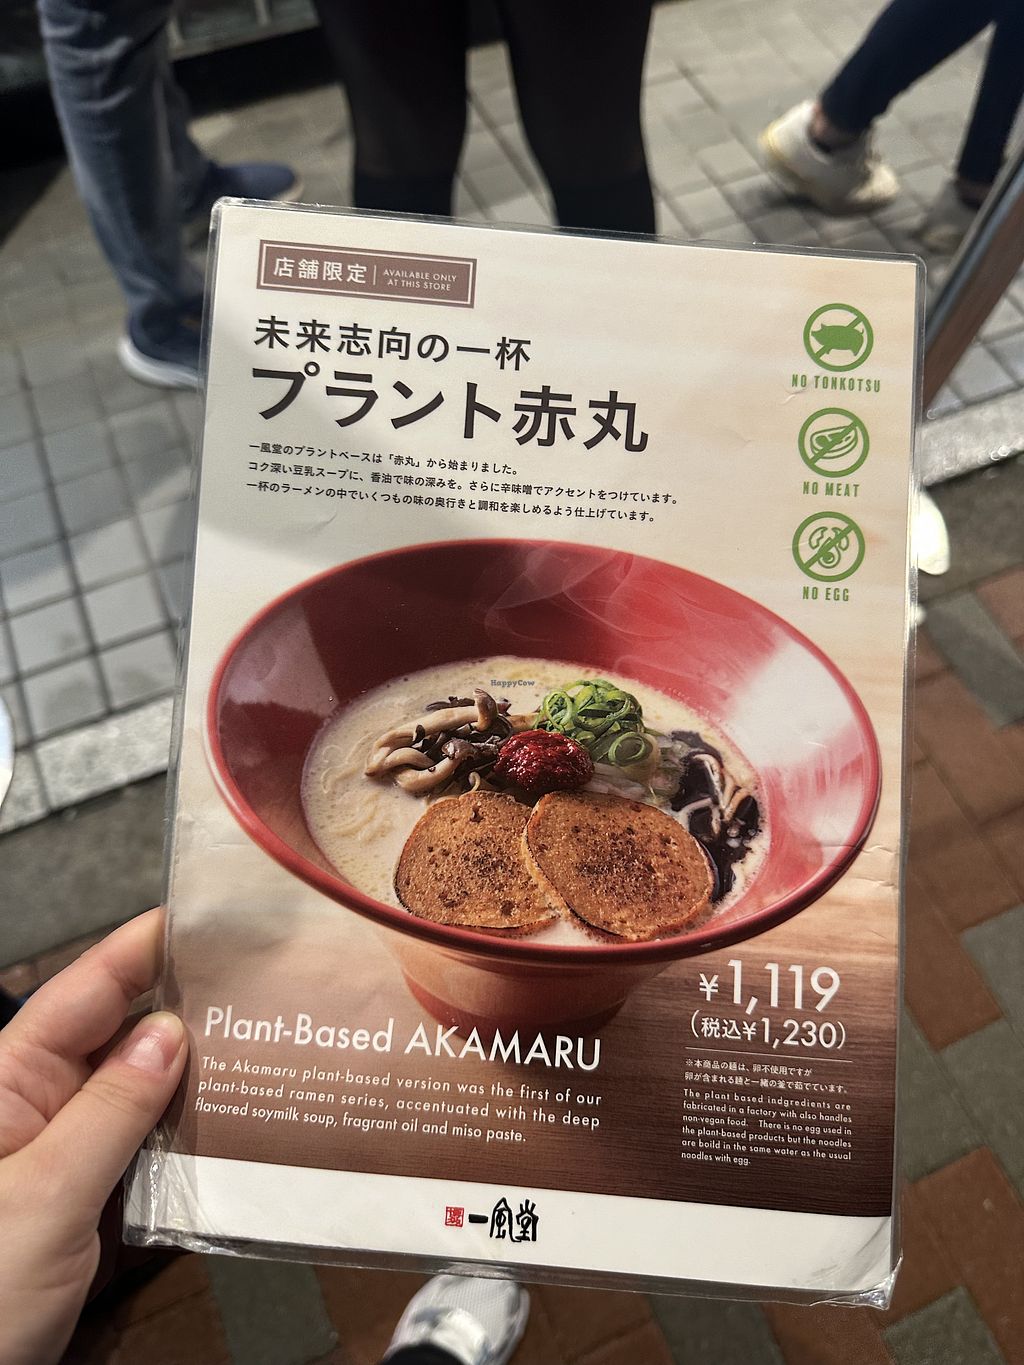 店舗限定 AVAILABLE ONLY
AT THIS STORE
未来志向の一杯
プラント赤丸
一風堂のプラントベースは「赤丸」から始まりました。
コク深い豆乳スープに、香油で味の深みを。さらに辛味噌でアクセントをつけています。
一杯のラーメンの中でいくつもの味の奥行きと調和を楽しめるよう仕上げています。
NO TONKOTSU
NO MEAT
NO EGG
HappyCow
¥1,119
(税込¥1,230)
Plant-Based AKAMARU
The Akamaru plant-based version was the first of our
plant-based ramen series, accentuated with the deep
flavored soymilk soup, fragrant oil and miso paste.
※本商品の麺は、卵不使用ですが
卵が含まれる麺と一緒の釜で茹でています。
The plant based indgredients are
fabricated in a factory with also handles
non-vegan food. There is no egg used in
the plant-based products but the noodles
are boild in the same water as the usual
noodles with egg.
博多 一風堂